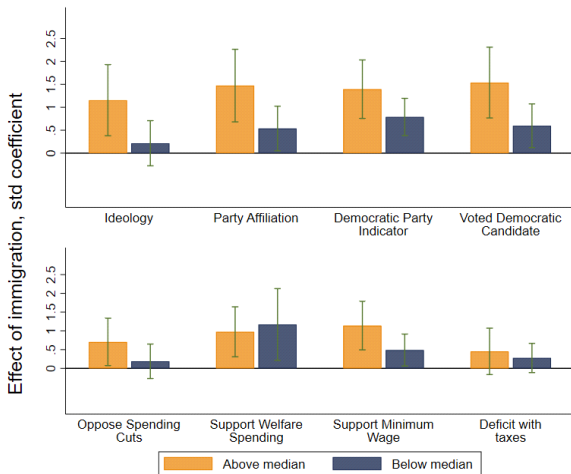 Effect of immigration, std coefficient
2.5
2
1.5
1
.5
0
Ideology
Party Affiliation
Democratic Party
Indicator
Voted Democratic
Candidate
2.5
2
1.5
1
.5
0
Oppose Spending
Cuts
Support Welfare
Spending
Support Minimum
Wage
Deficit with
taxes
Above median
Below median